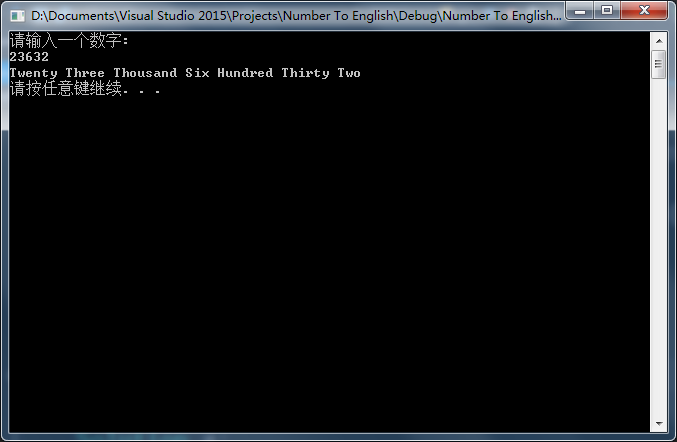 D:\Documents\Visual Studio 2015\Projects\Number To English\Debug\Number To English...
请输入一个数字:
23632
Twenty Three Thousand Six Hundred Thirty Two
请按任意键继续. . .